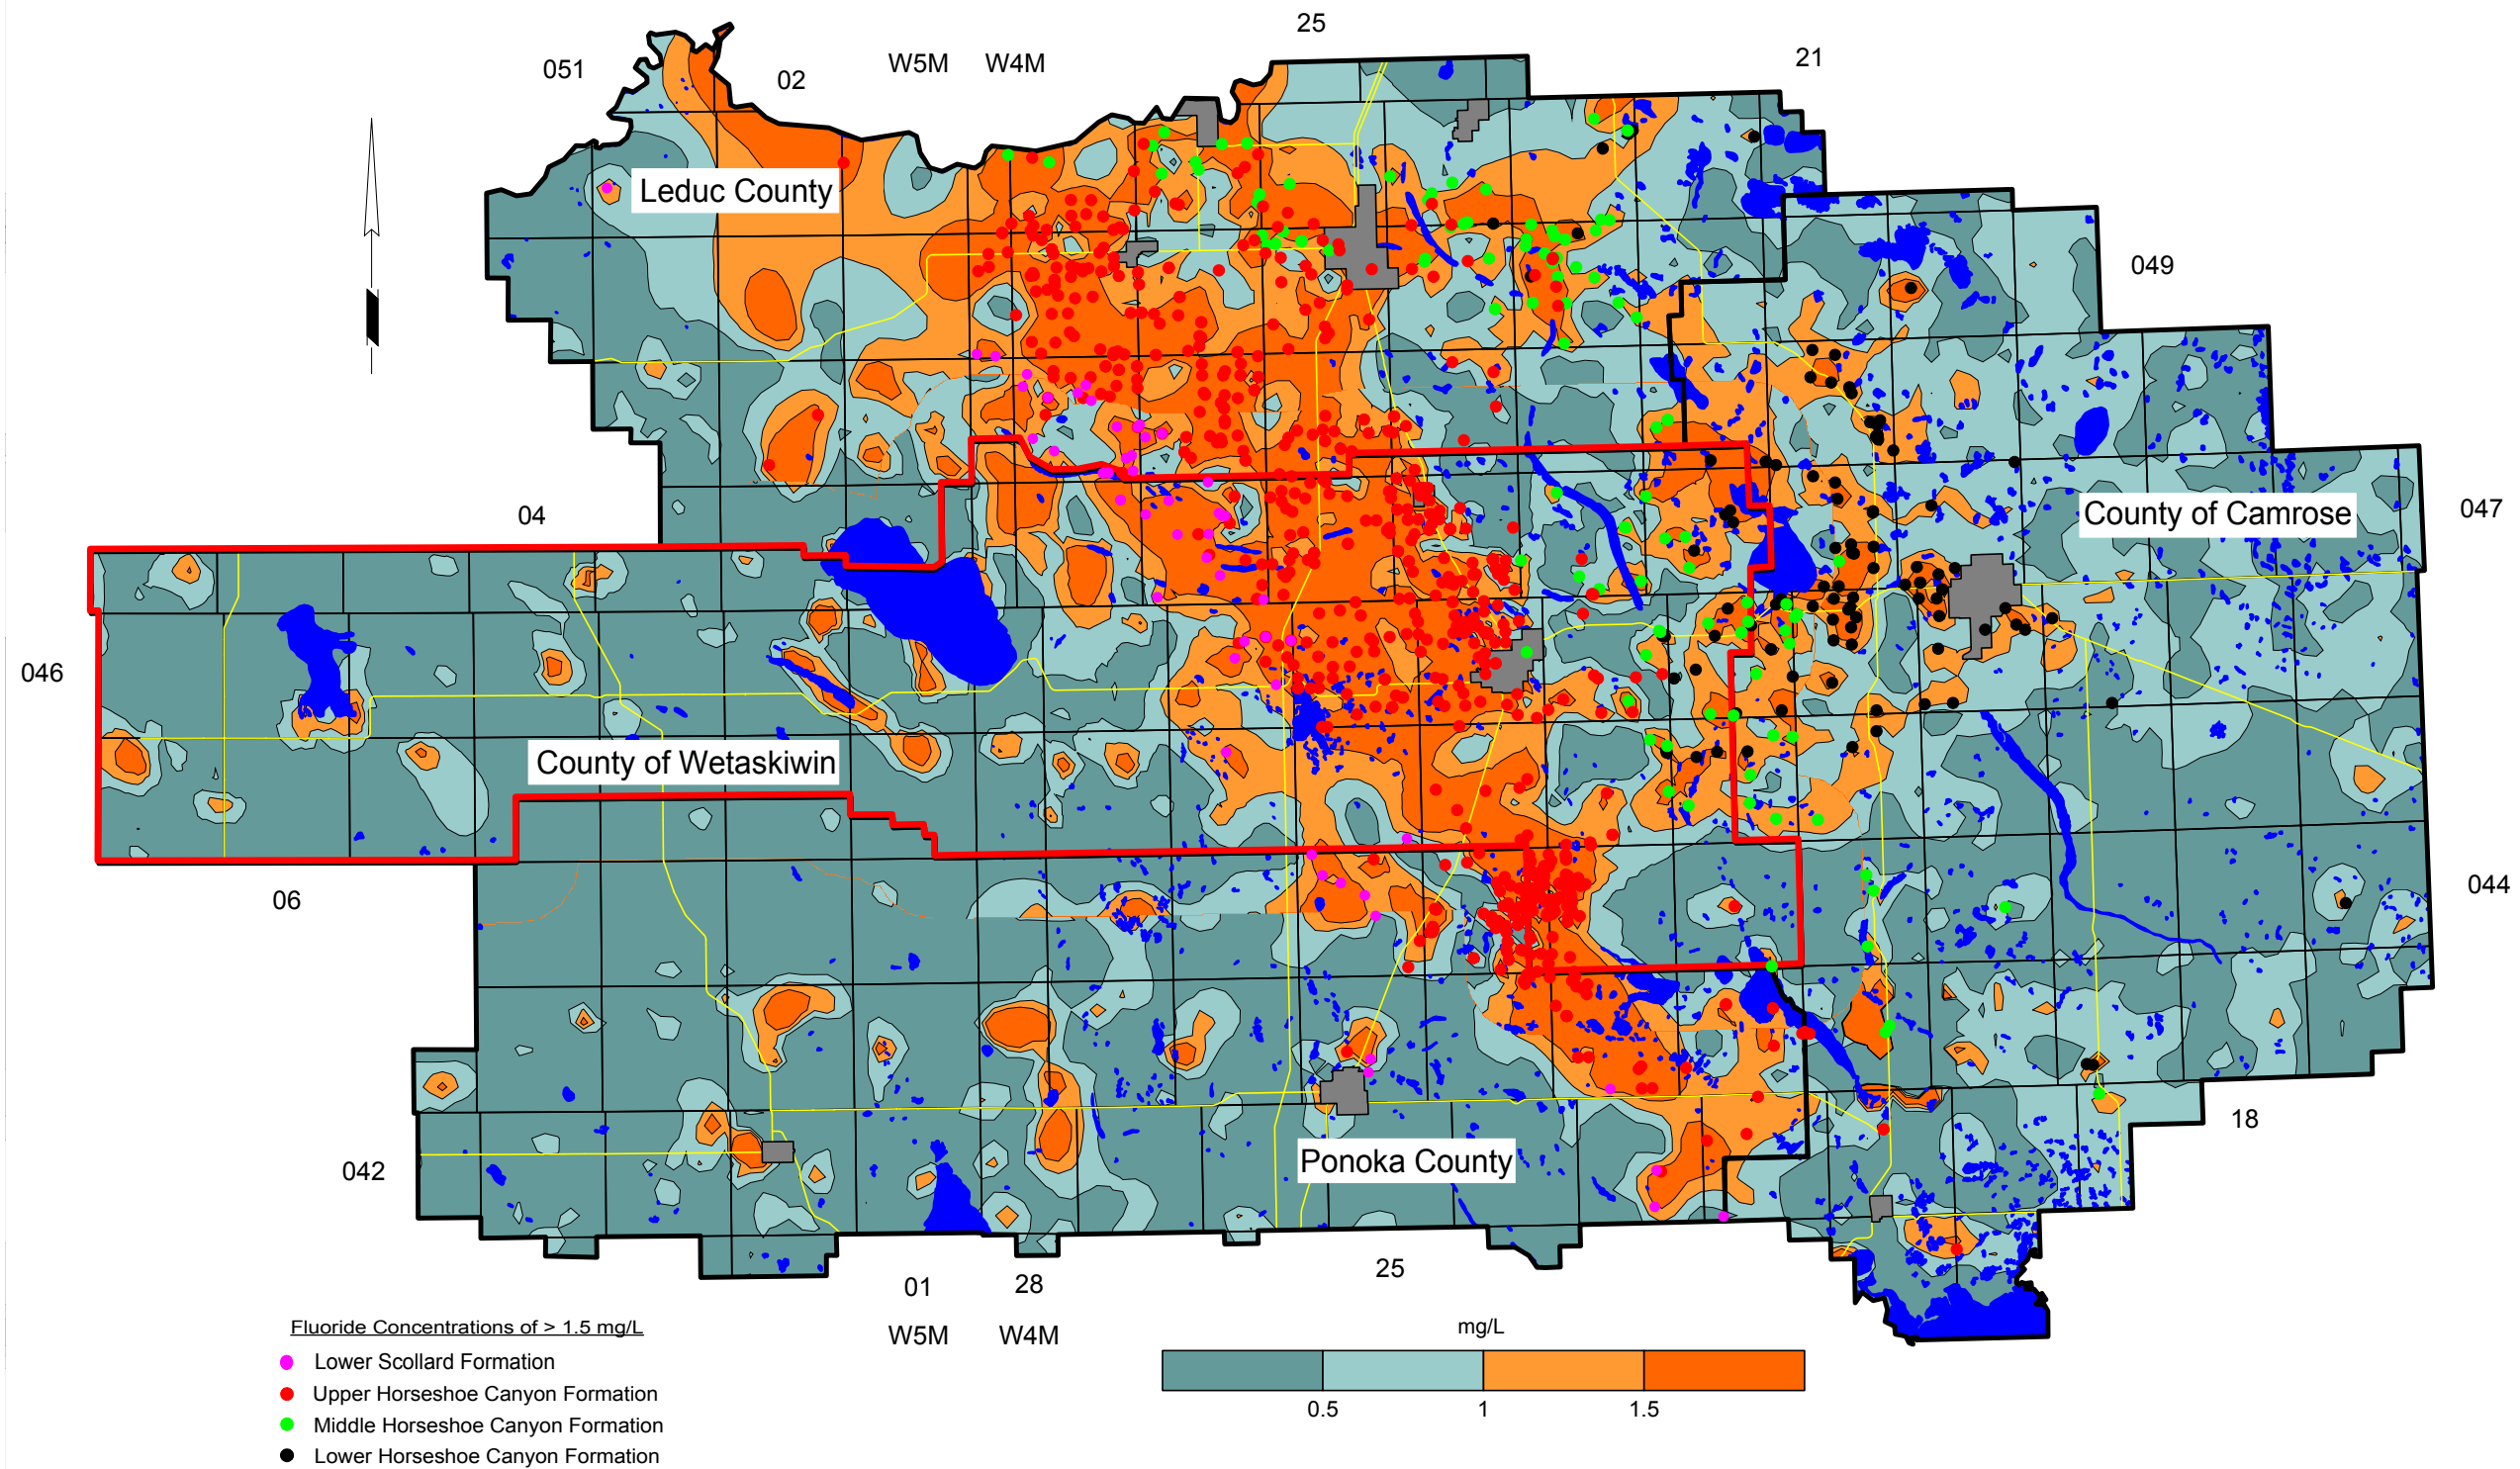 25
21
051
02
W5M
W4M
Leduc County
049
04
County of Camrose
047
046
County of Wetaskiwin
06
044
042
Ponoka County
18
01
28
25
W5M
W4M
Fluoride Concentrations of > 1.5 mg/L
Lower Scollard Formation
Upper Horseshoe Canyon Formation
Middle Horseshoe Canyon Formation
Lower Horseshoe Canyon Formation
mg/L
0.5
1
1.5